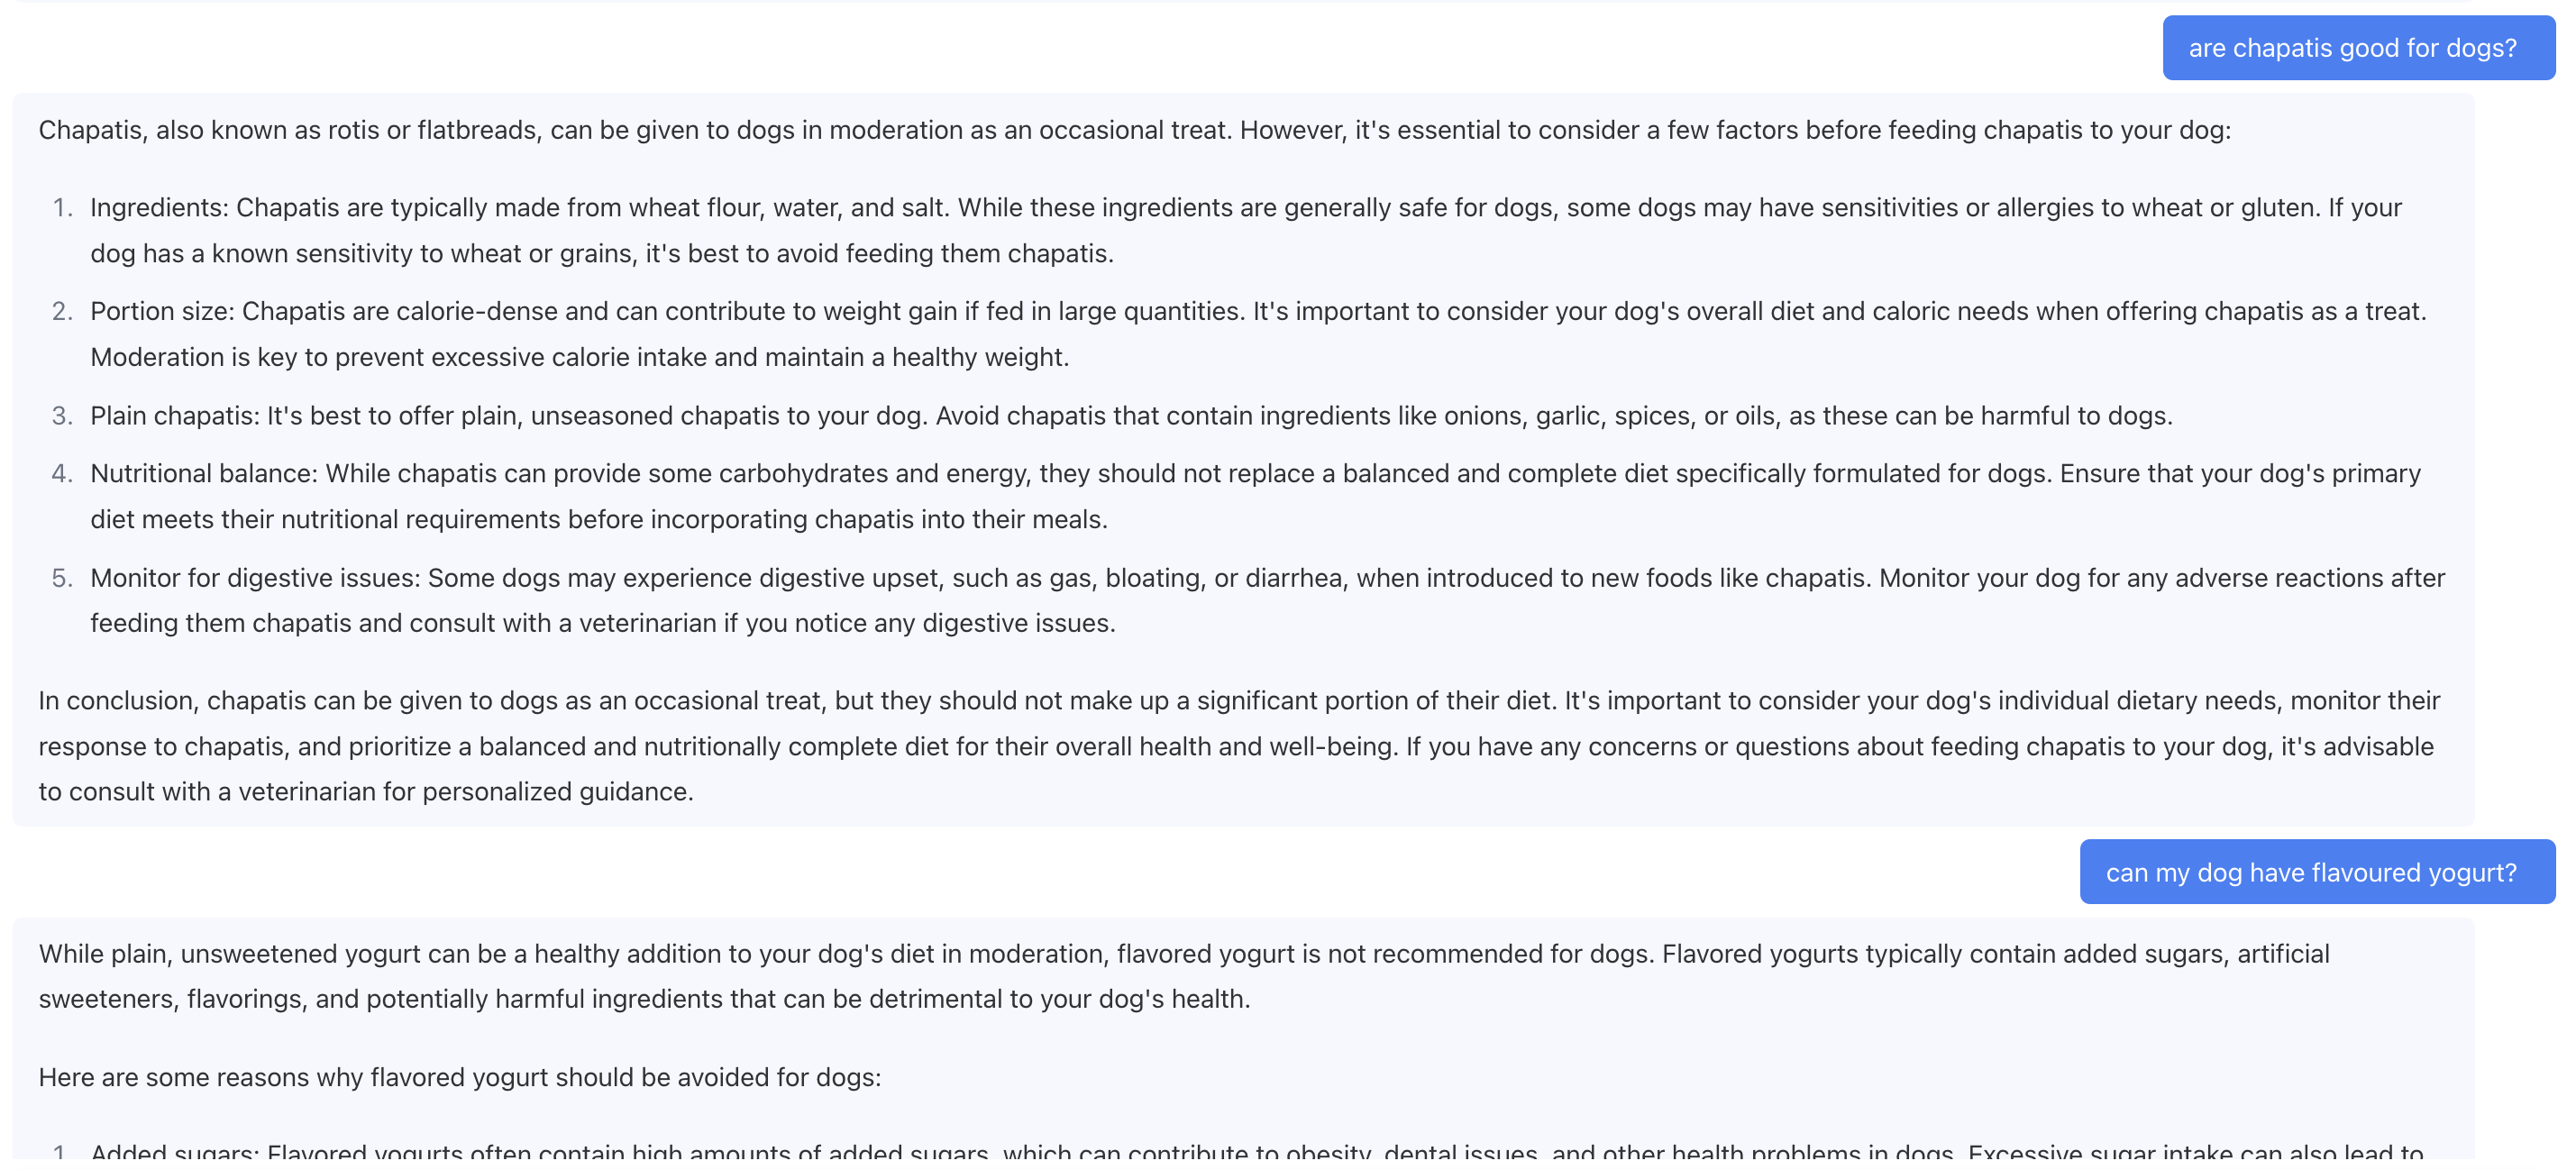 are chapatis good for dogs?
Chapatis, also known as rotis or flatbreads, can be given to dogs in moderation as an occasional treat. However, it's essential to consider a few factors before feeding chapatis to your dog:
1. Ingredients: Chapatis are typically made from wheat flour, water, and salt. While these ingredients are generally safe for dogs, some dogs may have sensitivities or allergies to wheat or gluten. If your
dog has a known sensitivity to wheat or grains, it's best to avoid feeding them chapatis.
2. Portion size: Chapatis are calorie-dense and can contribute to weight gain if fed in large quantities. It's important to consider your dog's overall diet and caloric needs when offering chapatis as a treat.
Moderation is key to prevent excessive calorie intake and maintain a healthy weight.
3. Plain chapatis: It's best to offer plain, unseasoned chapatis to your dog. Avoid chapatis that contain ingredients like onions, garlic, spices, or oils, as these can be harmful to dogs.
4. Nutritional balance: While chapatis can provide some carbohydrates and energy, they should not replace a balanced and complete diet specifically formulated for dogs. Ensure that your dog's primary
diet meets their nutritional requirements before incorporating chapatis into their meals.
5. Monitor for digestive issues: Some dogs may experience digestive upset, such as gas, bloating, or diarrhea, when introduced to new foods like chapatis. Monitor your dog for any adverse reactions after
feeding them chapatis and consult with a veterinarian if you notice any digestive issues.
In conclusion, chapatis can be given to dogs as an occasional treat, but they should not make up a significant portion of their diet. It's important to consider your dog's individual dietary needs, monitor their
response to chapatis, and prioritize a balanced and nutritionally complete diet for their overall health and well-being. If you have any concerns or questions about feeding chapatis to your dog, it's advisable
to consult with a veterinarian for personalized guidance.
can my dog have flavoured yogurt?
While plain, unsweetened yogurt can be a healthy addition to your dog's diet in moderation, flavored yogurt is not recommended for dogs. Flavored yogurts typically contain added sugars, artificial
sweeteners, flavorings, and potentially harmful ingredients that can be detrimental to your dog's health.
Here are some reasons why flavored yogurt should be avoided for dogs:
1. Added sugars: Flavored yogurts often contain high amounts of added sugars, which can contribute to obesity, dental issues, and other health problems in dogs. Excessive sugar intake can also lead to